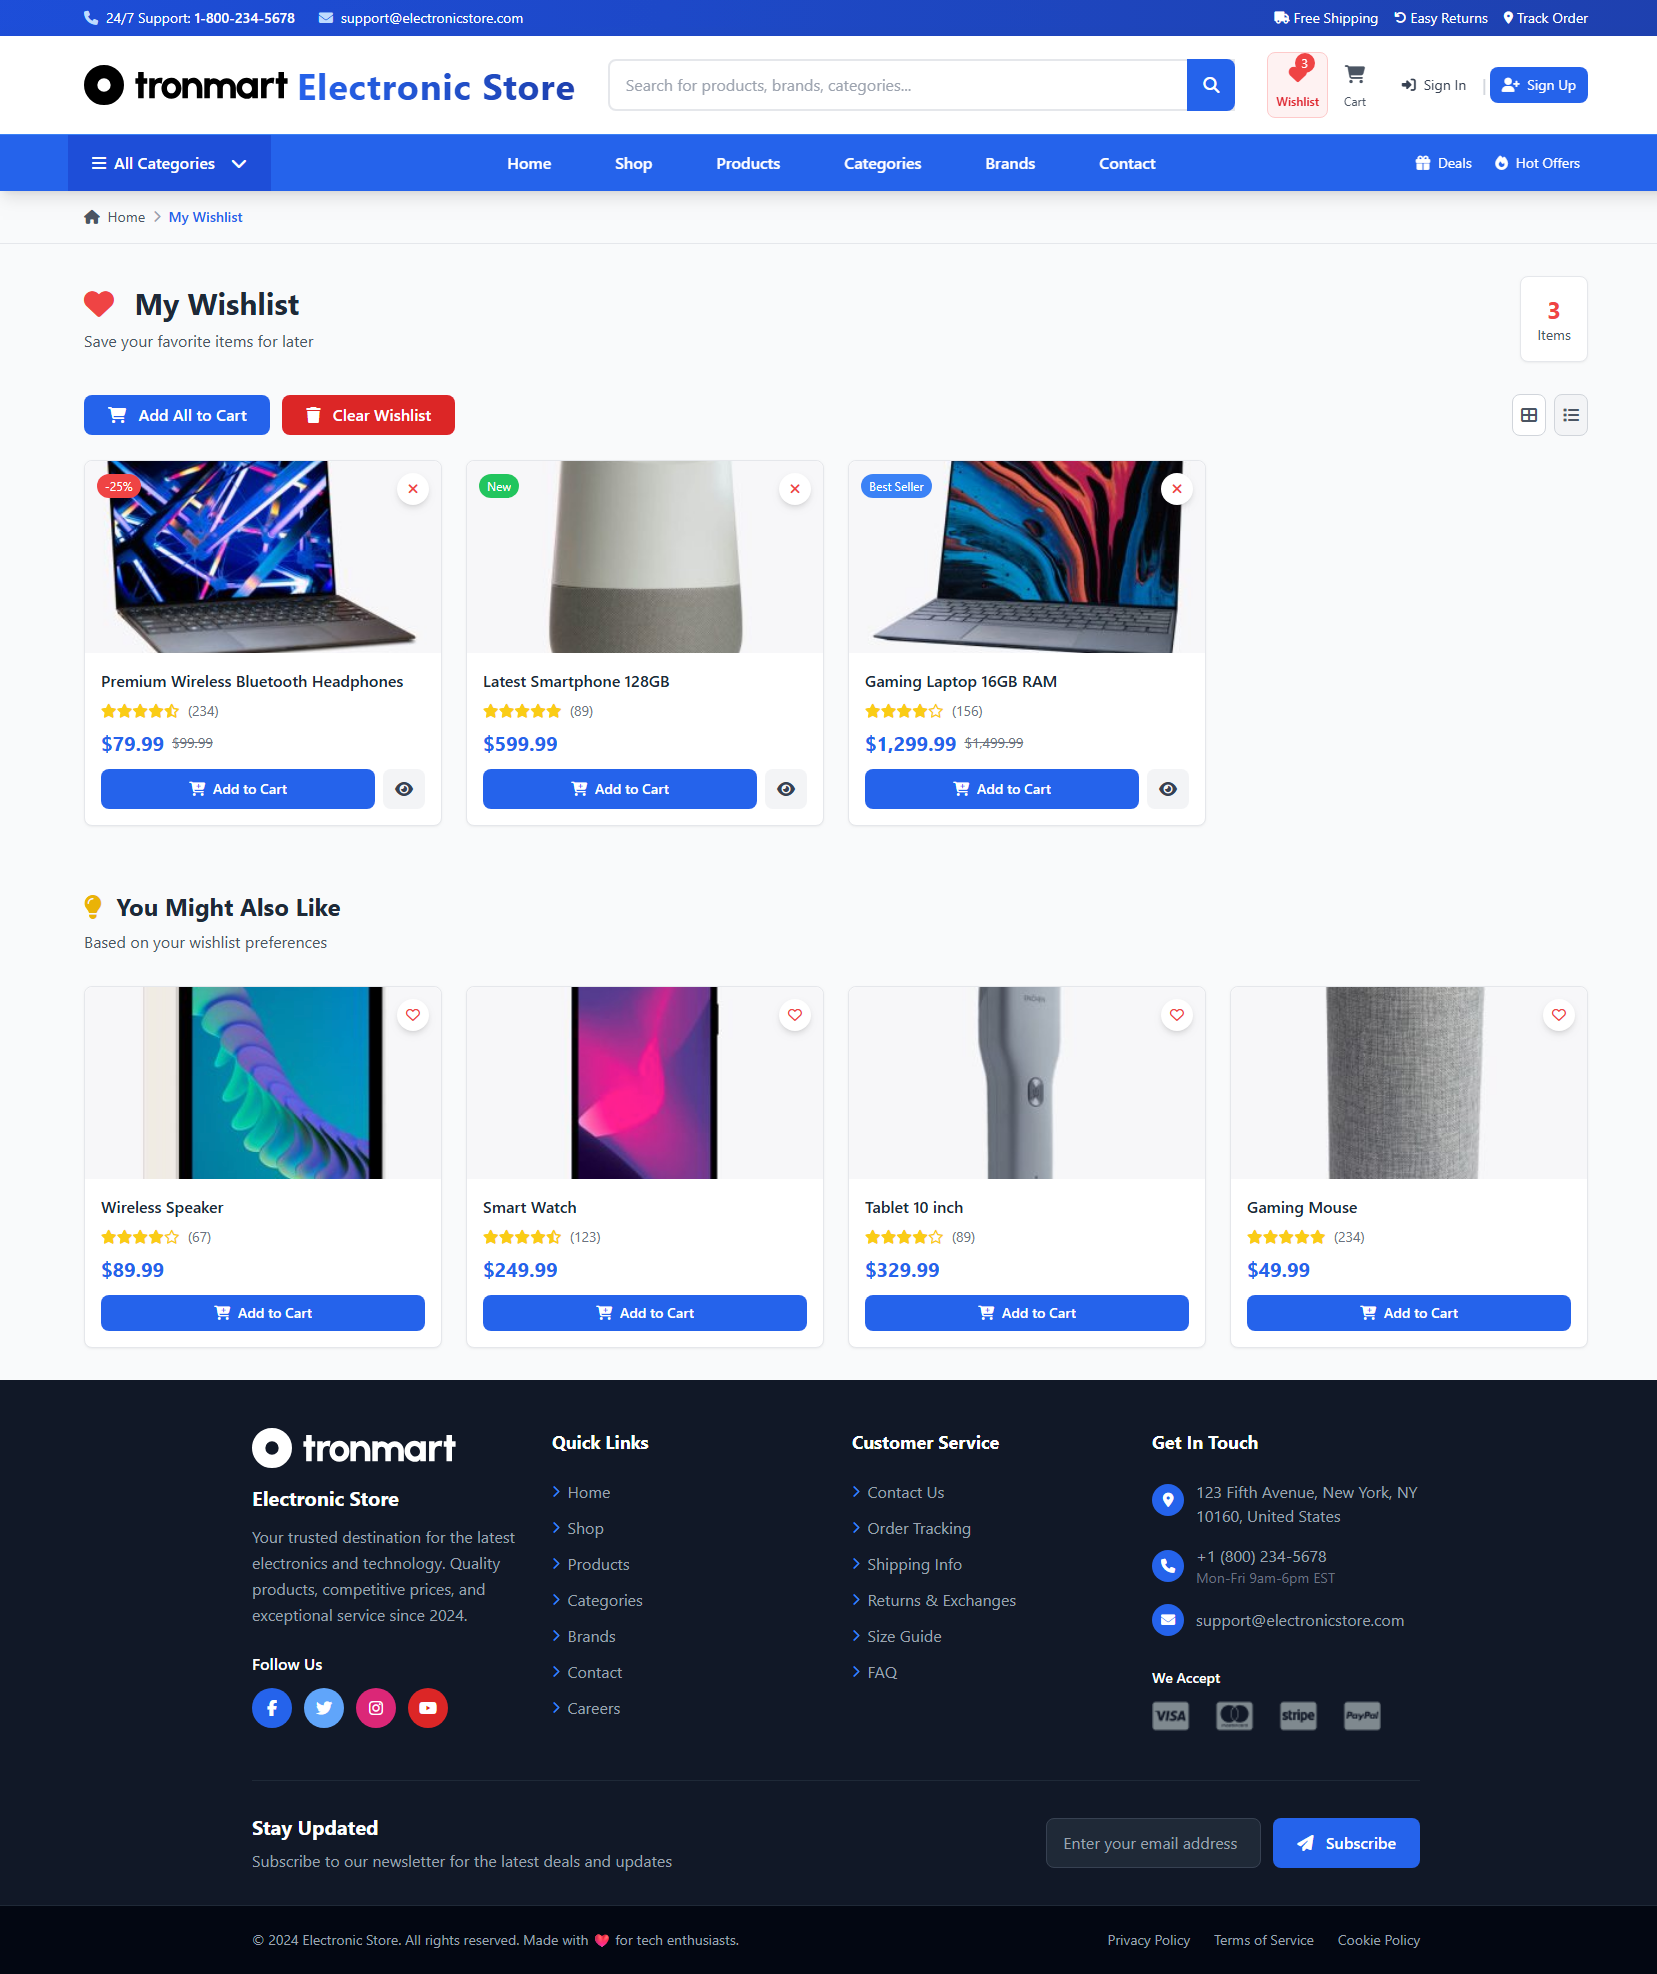 24/7 Support: 1-800-234-5678
support@electronicstore.com
Free Shipping
Easy Returns
Track Order
tronmart Electronic Store
Search for products, brands, categories...
3
Wishlist
Cart
Sign In
Sign Up
All Categories
Home
Shop
Products
Categories
Brands
Contact
Deals
Hot Offers
Home
My Wishlist
My Wishlist
Save your favorite items for later
3
Items
Add All to Cart
Clear Wishlist
-25%
Premium Wireless Bluetooth Headphones
(234)
$79.99 $99.99
Add to Cart
New
Latest Smartphone 128GB
(89)
$599.99
Add to Cart
Best Seller
Gaming Laptop 16GB RAM
(156)
$1,299.99 $1,499.99
Add to Cart
You Might Also Like
Based on your wishlist preferences
Wireless Speaker
(67)
$89.99
Add to Cart
Smart Watch
(123)
$249.99
Add to Cart
Tablet 10 inch
(89)
$329.99
Add to Cart
Gaming Mouse
(234)
$49.99
Add to Cart
tronmart
Electronic Store
Your trusted destination for the latest
electronics and technology. Quality
products, competitive prices, and
exceptional service since 2024.
Follow Us
Quick Links
Home
Shop
Products
Categories
Brands
Contact
Careers
Customer Service
Contact Us
Order Tracking
Shipping Info
Returns & Exchanges
Size Guide
FAQ
Get In Touch
123 Fifth Avenue, New York, NY
10160, United States
+1 (800) 234-5678
Mon-Fri 9am-6pm EST
support@electronicstore.com
We Accept
VISA
mastercard
stripe
PayPal
Stay Updated
Subscribe to our newsletter for the latest deals and updates
Enter your email address
Subscribe
© 2024 Electronic Store. All rights reserved. Made with
for tech enthusiasts.
Privacy Policy
Terms of Service
Cookie Policy